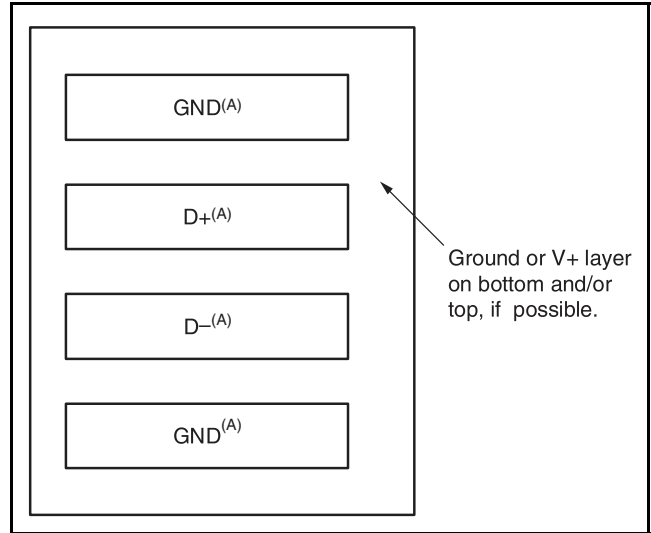 GND(A)
D+(A)
D–(A)
GND(A)
Ground or V+ layer
on bottom and/or
top, if possible.